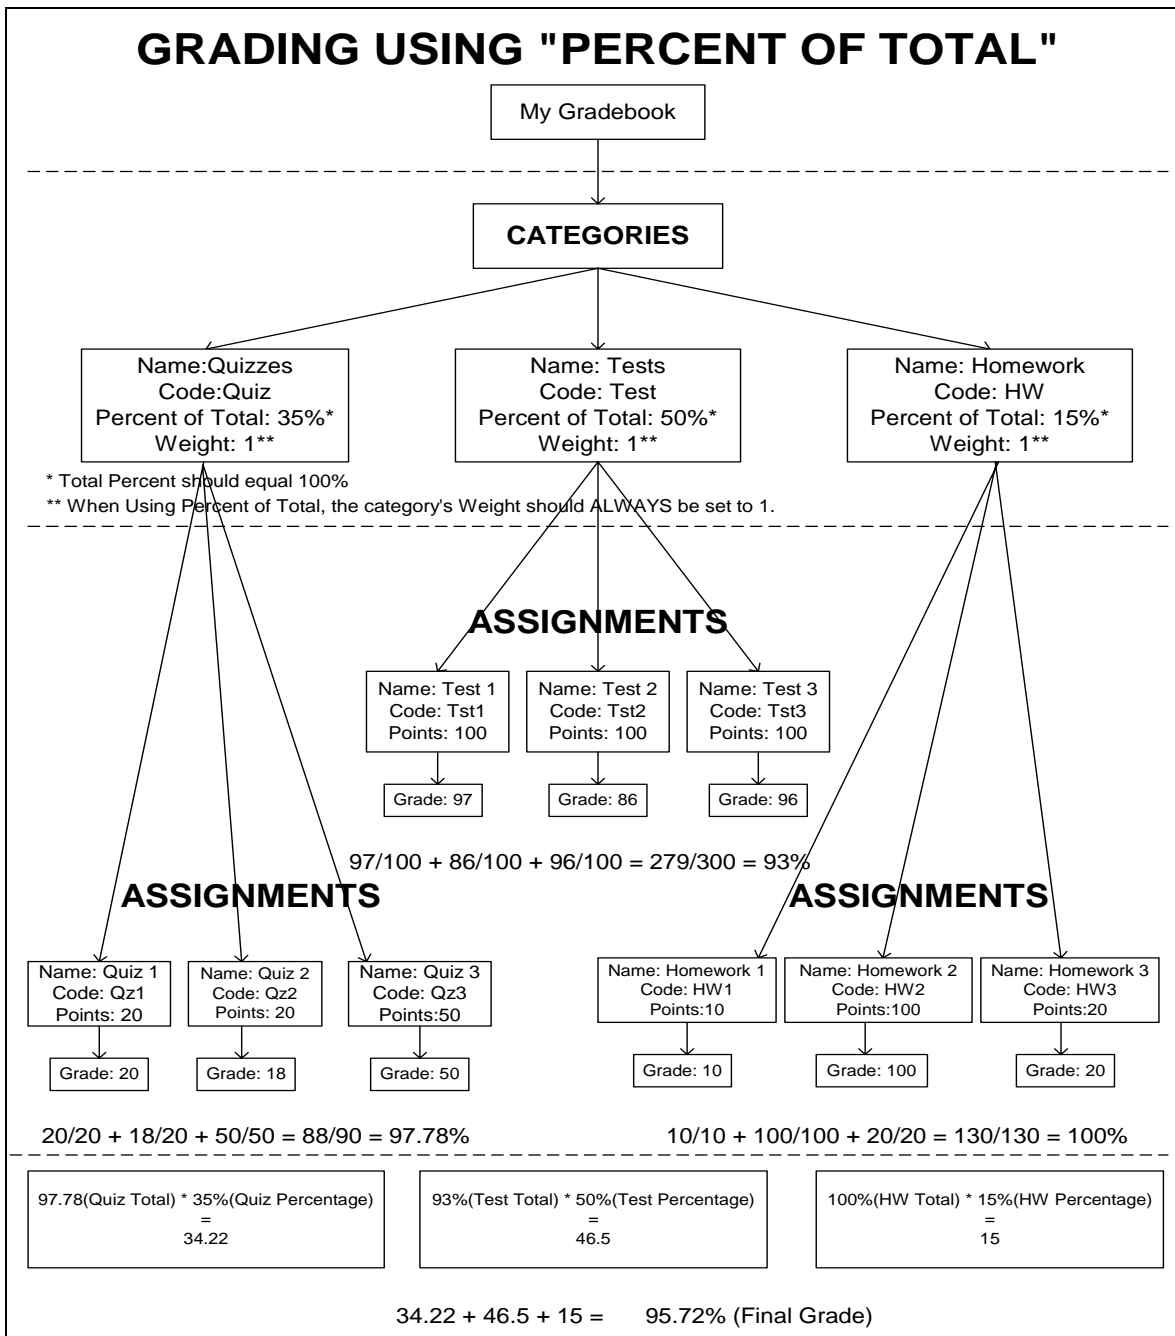 GRADING USING "PERCENT OF TOTAL"
My Gradebook
CATEGORIES
Name:Quizzes
Code:Quiz
Percent of Total: 35%*
Weight: 1**
Name: Tests
Code: Test
Percent of Total: 50%*
Weight: 1**
Name: Homework
Code: HW
Percent of Total: 15%*
Weight: 1**
* Total Percent should equal 100%
** When Using Percent of Total, the category's Weight should ALWAYS be set to 1.
ASSIGNMENTS
Name: Test 1
Code: Tst1
Points: 100
Name: Test 2
Code: Tst2
Points: 100
Name: Test 3
Code: Tst3
Points: 100
Grade: 97
Grade: 86
Grade: 96
97/100 + 86/100 + 96/100 = 279/300 = 93%
ASSIGNMENTS
Name: Quiz 1
Code: Qz1
Points: 20
Name: Quiz 2
Code: Qz2
Points: 20
Name: Quiz 3
Code: Qz3
Points:50
Grade: 20
Grade: 18
Grade: 50
20/20 + 18/20 + 50/50 = 88/90 = 97.78%
ASSIGNMENTS
Name: Homework 1
Code: HW1
Points:10
Name: Homework 2
Code: HW2
Points:100
Name: Homework 3
Code: HW3
Points:20
Grade: 10
Grade: 100
Grade: 20
10/10 + 100/100 + 20/20 = 130/130 = 100%
97.78(Quiz Total) * 35%(Quiz Percentage)
=
34.22
93%(Test Total) * 50%(Test Percentage)
=
46.5
100%(HW Total) * 15%(HW Percentage)
=
15
34.22 + 46.5 + 15 = 95.72% (Final Grade)